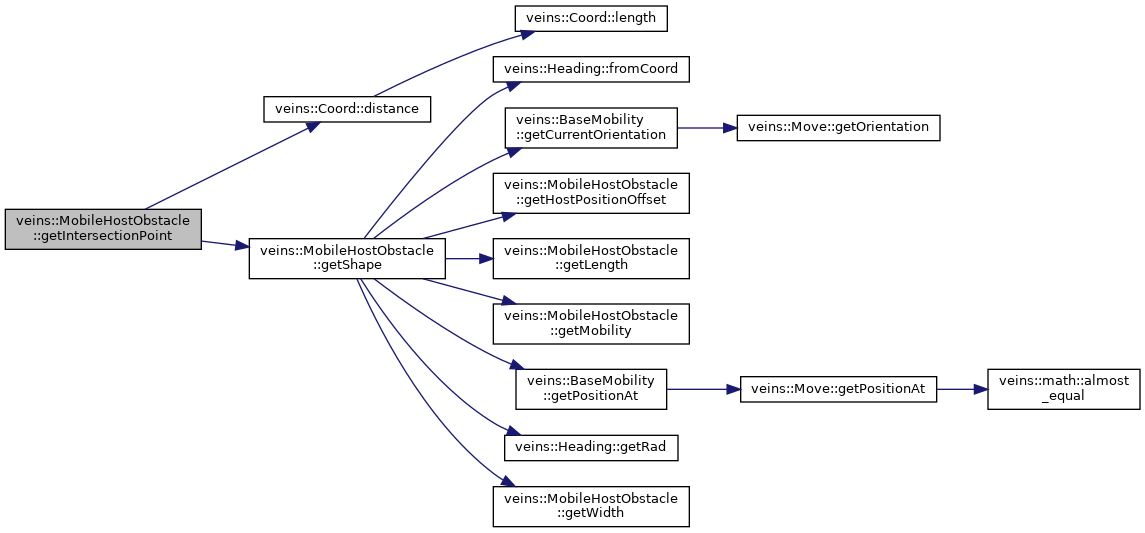 veins::Coord::length
veins::Heading::fromCoord
veins::Coord::distance
veins::BaseMobility
::getCurrentOrientation
veins::Move::getOrientation
veins::MobileHostObstacle
::getHostPositionOffset
veins::MobileHostObstacle
::getIntersectionPoint
veins::MobileHostObstacle
::getShape
veins::MobileHostObstacle
::getLength
veins::MobileHostObstacle
::getMobility
veins::BaseMobility
::getPositionAt
veins::Move::getPositionAt
veins::math::almost
_equal
veins::Heading::getRad
veins::MobileHostObstacle
::getWidth